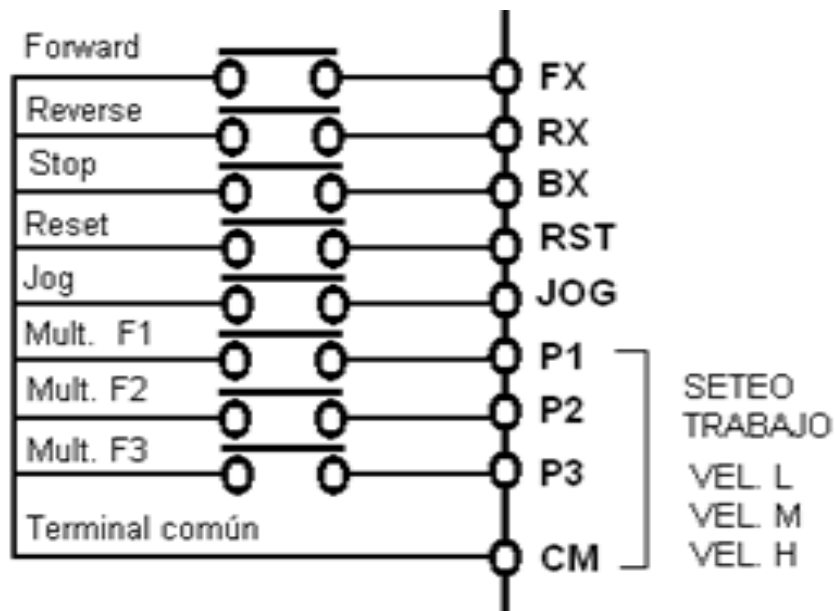 Forward
FX
Reverse
RX
Stop
BX
Reset
RST
Jog
JOG
Mult. F1
P1
Mult. F2
P2
Mult. F3
P3
Terminal común
CM
SETEO
TRABAJO
VEL. L
VEL. M
VEL. H